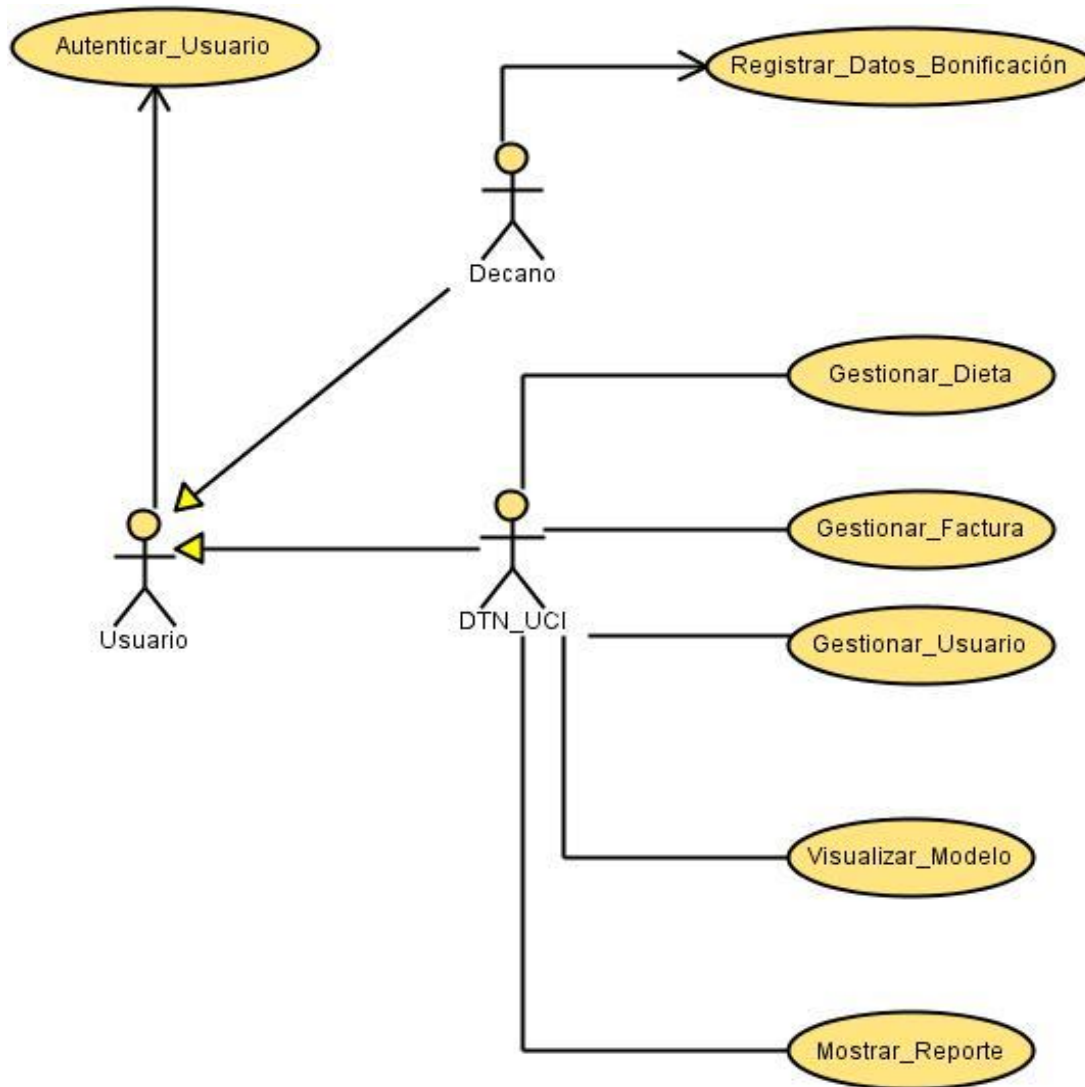 Autenticar_Usuario
Registrar_Datos_Bonificación
Decano
Gestionar_Dieta
Gestionar_Factura
DTN_UCI
Usuario
Gestionar_Usuario
Visualizar_Modelo
Mostrar_Reporte